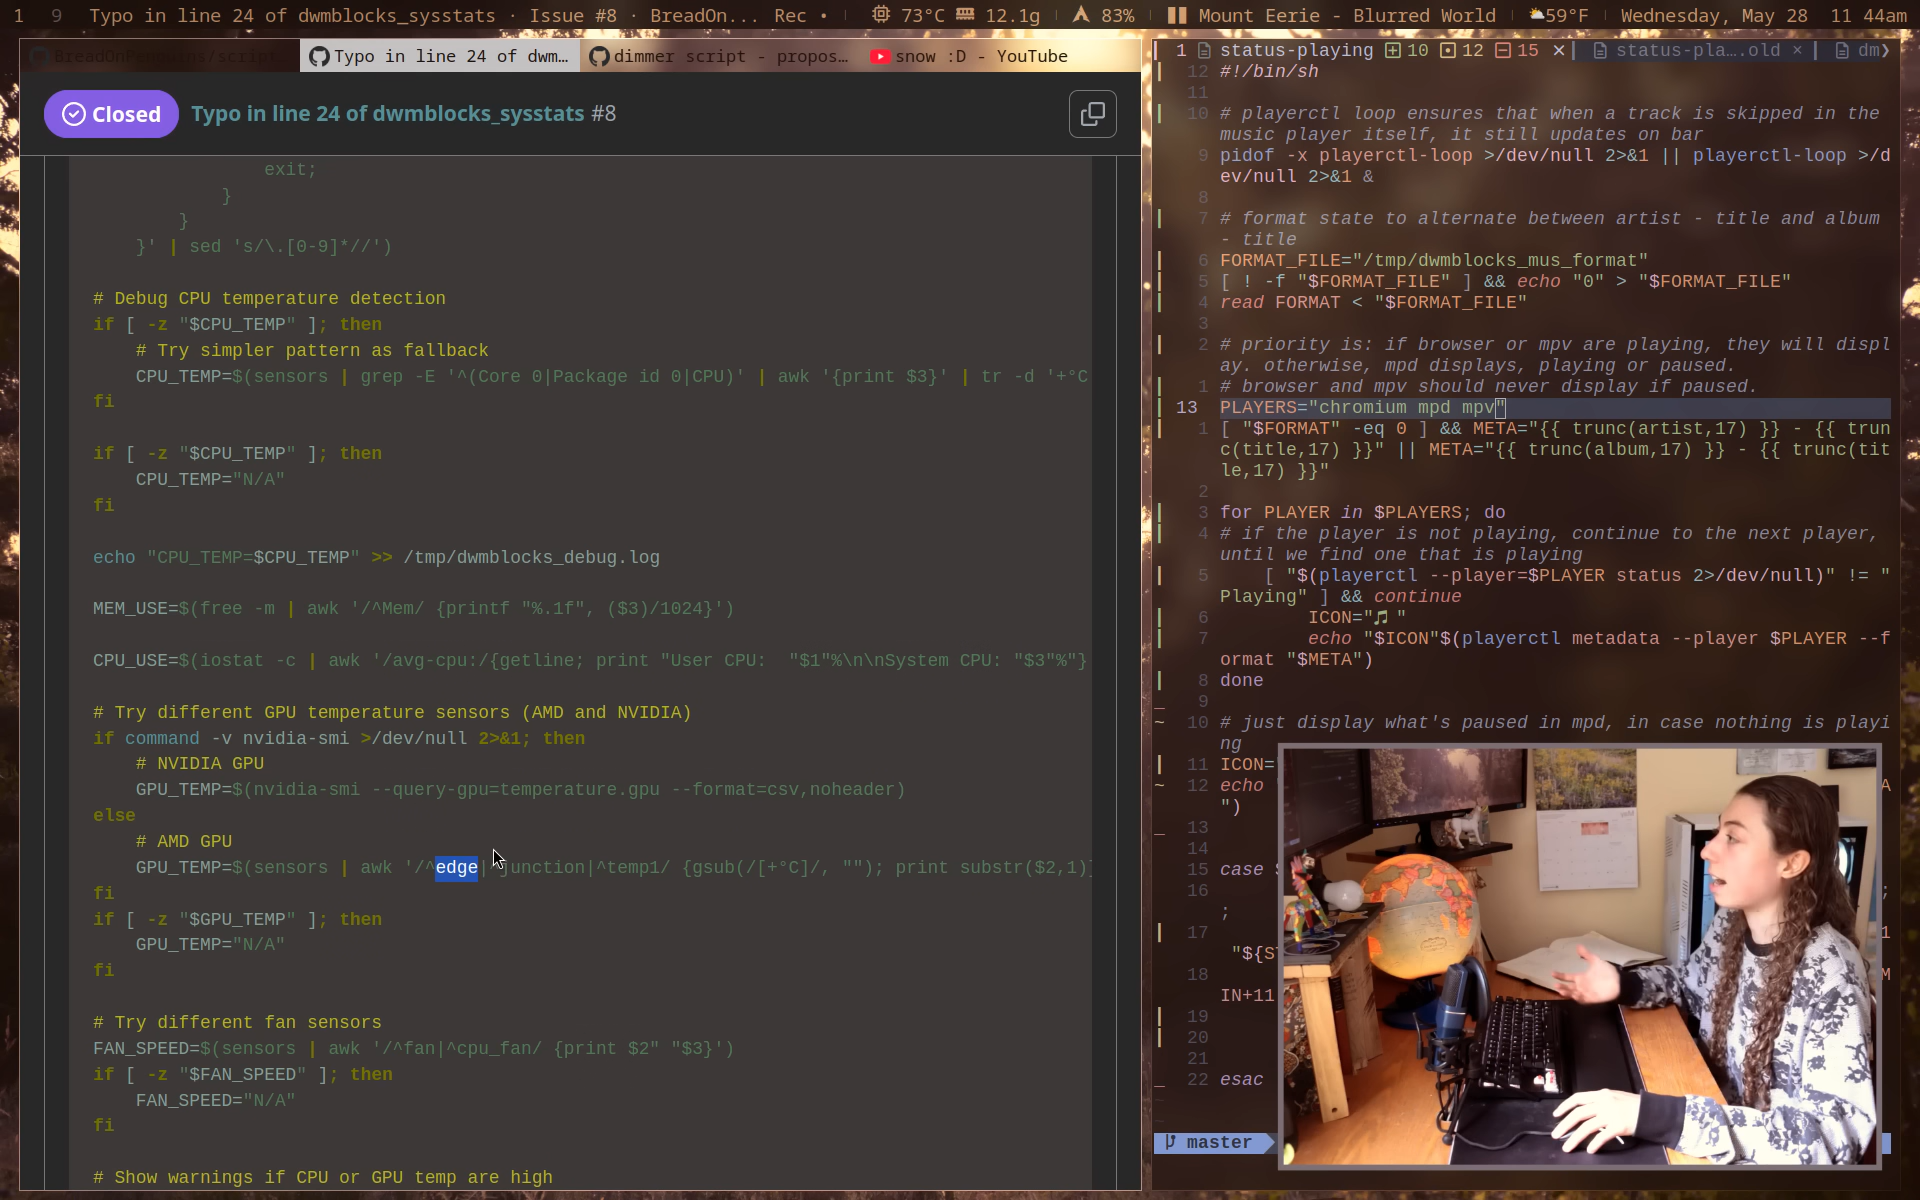 1 9 Typo in line 24 of dwmblocks_sysstats · Issue #8 · BreadOn... Rec • 73°C 12.1g 83% Mount Eerie - Blurred World 59°F Wednesday, May 28 11 44am
BreadOnPenguins/script
Typo in line 24 of dwm…
dimmer script - propos…
snow :D - YouTube
Closed
Typo in line 24 of dwmblocks_sysstats #8
exit;
}
}
}' | sed 's/\.[0-9]*//')
# Debug CPU temperature detection
if [ -z "$CPU_TEMP" ]; then
# Try simpler pattern as fallback
CPU_TEMP=$(sensors | grep -E '^(Core 0|Package id 0|CPU)' | awk '{print $3}' | tr -d '+°C
fi
if [ -z "$CPU_TEMP" ]; then
CPU_TEMP="N/A"
fi
echo "CPU_TEMP=$CPU_TEMP" >> /tmp/dwmblocks_debug.log
MEM_USE=$(free -m | awk '/^Mem/ {printf "%.1f", ($3)/1024}')
CPU_USE=$(iostat -c | awk '/avg-cpu:/{getline; print "User CPU:  "$1"%\n\nSystem CPU: "$3"%"}
# Try different GPU temperature sensors (AMD and NVIDIA)
if command -v nvidia-smi >/dev/null 2>&1; then
# NVIDIA GPU
GPU_TEMP=$(nvidia-smi --query-gpu=temperature.gpu --format=csv,noheader)
else
# AMD GPU
GPU_TEMP=$(sensors | awk '/^edge|^junction|^temp1/ {gsub(/[+°C]/, ""); print substr($2,1)}
fi
if [ -z "$GPU_TEMP" ]; then
GPU_TEMP="N/A"
fi
# Try different fan sensors
FAN_SPEED=$(sensors | awk '/^fan|^cpu_fan/ {print $2" "$3}')
if [ -z "$FAN_SPEED" ]; then
FAN_SPEED="N/A"
fi
# Show warnings if CPU or GPU temp are high
1 status-playing 10 12 15 × status-pla….old × dm❯
12 #!/bin/sh
11
10 # playerctl loop ensures that when a track is skipped in the
music player itself, it still updates on bar
9 pidof -x playerctl-loop >/dev/null 2>&1 || playerctl-loop >/d
ev/null 2>&1 &
8
7 # format state to alternate between artist - title and album
- title
6 FORMAT_FILE="/tmp/dwmblocks_mus_format"
5 [ ! -f "$FORMAT_FILE" ] && echo "0" > "$FORMAT_FILE"
4 read FORMAT < "$FORMAT_FILE"
3
2 # priority is: if browser or mpv are playing, they will displ
ay. otherwise, mpd displays, playing or paused.
1 # browser and mpv should never display if paused.
13 PLAYERS="chromium mpd mpv"
1 [ "$FORMAT" -eq 0 ] && META="{{ trunc(artist,17) }} - {{ trun
c(title,17) }}" || META="{{ trunc(album,17) }} - {{ trunc(tit
le,17) }}"
2
3 for PLAYER in $PLAYERS; do
4 # if the player is not playing, continue to the next player,
until we find one that is playing
5 [ "$(playerctl --player=$PLAYER status 2>/dev/null)" != "
Playing" ] && continue
6 ICON="♫ "
7 echo "$ICON"$(playerctl metadata --player $PLAYER --f
ormat "$META")
8 done
9
10 # just display what's paused in mpd, in case nothing is playi
ng
11 ICON=
12 echo
")
13
14
15 case
16
;
17
"${S
18
IN+11
19
20
21
22 esac
master